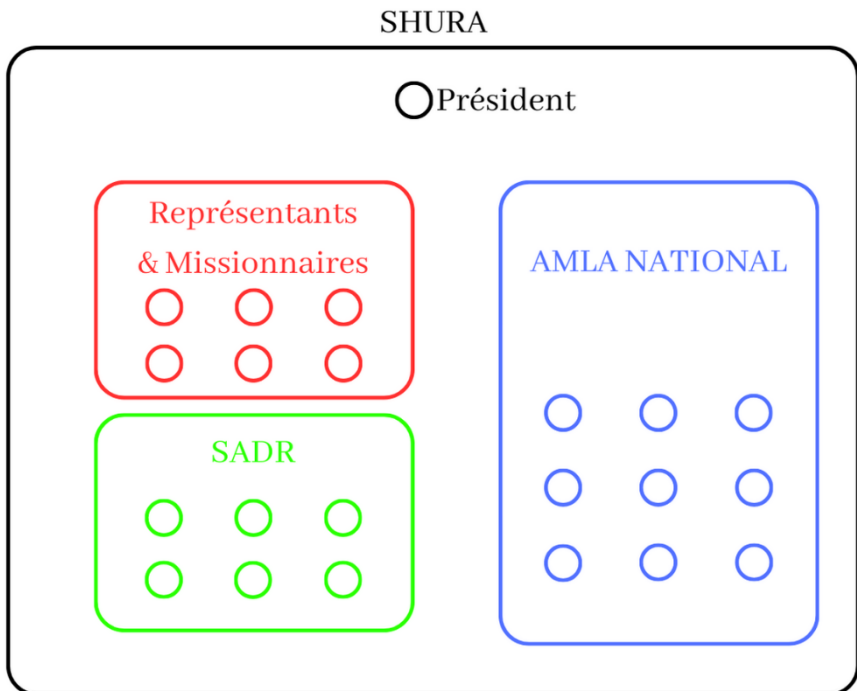 SHURA
Président
Représentants
& Missionnaires
AMLA NATIONAL
SADR